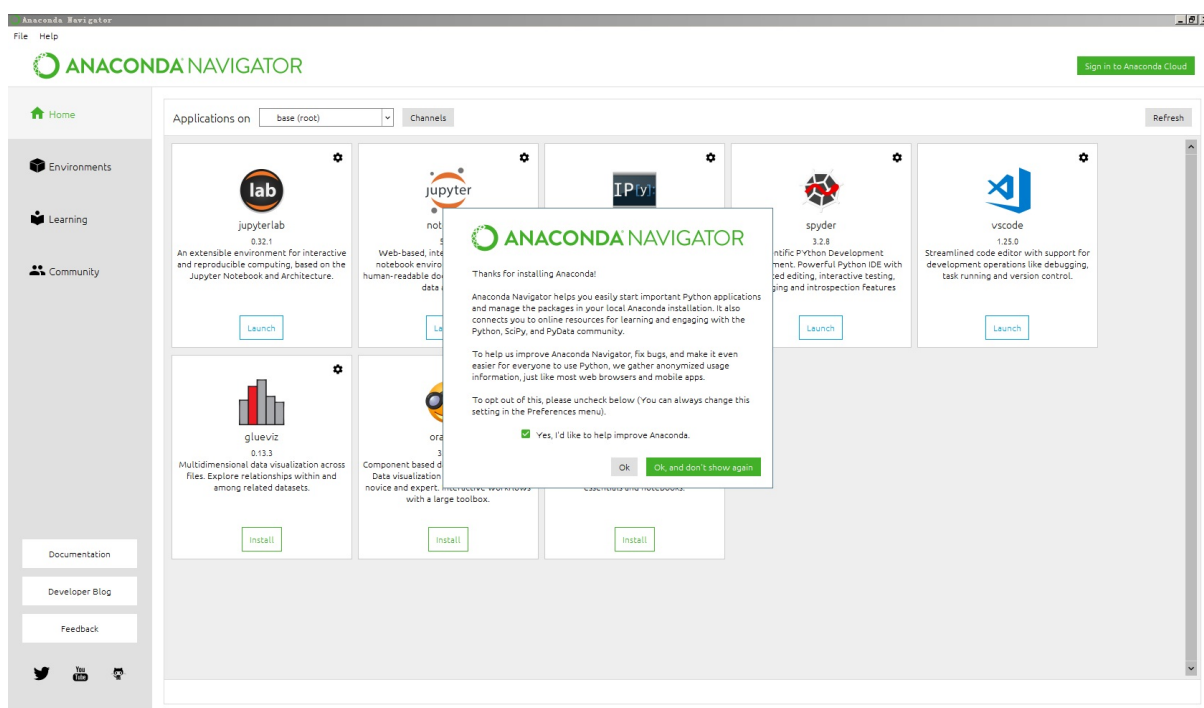 Anaconda Navigator
File Help
ANACONDA NAVIGATOR
Sign in to Anaconda Cloud
Home
Environments
Learning
Community
Documentation
Developer Blog
Feedback
You
Tube
Applications on base (root) Channels Refresh
lab
jupyterlab
0.32.1
An extensible environment for interactive
and reproducible computing, based on the
Jupyter Notebook and Architecture.
Launch
jupyter
not
5
Web-based, inte
notebook enviro
human-readable do
data
La
IP[y]:
spyder
3.2.8
ntific PYthon Development
ment. Powerful Python IDE with
ced editing, interactive testing,
ging and introspection features
Launch
vscode
1.25.0
Streamlined code editor with support for
development operations like debugging,
task running and version control.
Launch
glueviz
0.13.3
Multidimensional data visualization across
files. Explore relationships within and
among related datasets.
Install
ora
3
Component based d
Data visualization
novice and expert. Interactive workflows
with a large toolbox.
Install
essentials and notebooks.
Install
ANACONDA NAVIGATOR
Thanks for installing Anaconda!
Anaconda Navigator helps you easily start important Python applications
and manage the packages in your local Anaconda installation. It also
connects you to online resources for learning and engaging with the
Python, SciPy, and PyData community.
To help us improve Anaconda Navigator, fix bugs, and make it even
easier for everyone to use Python, we gather anonymized usage
information, just like most web browsers and mobile apps.
To opt out of this, please uncheck below (You can always change this
setting in the Preferences menu).
Yes, I'd like to help improve Anaconda.
Ok Ok, and don't show again